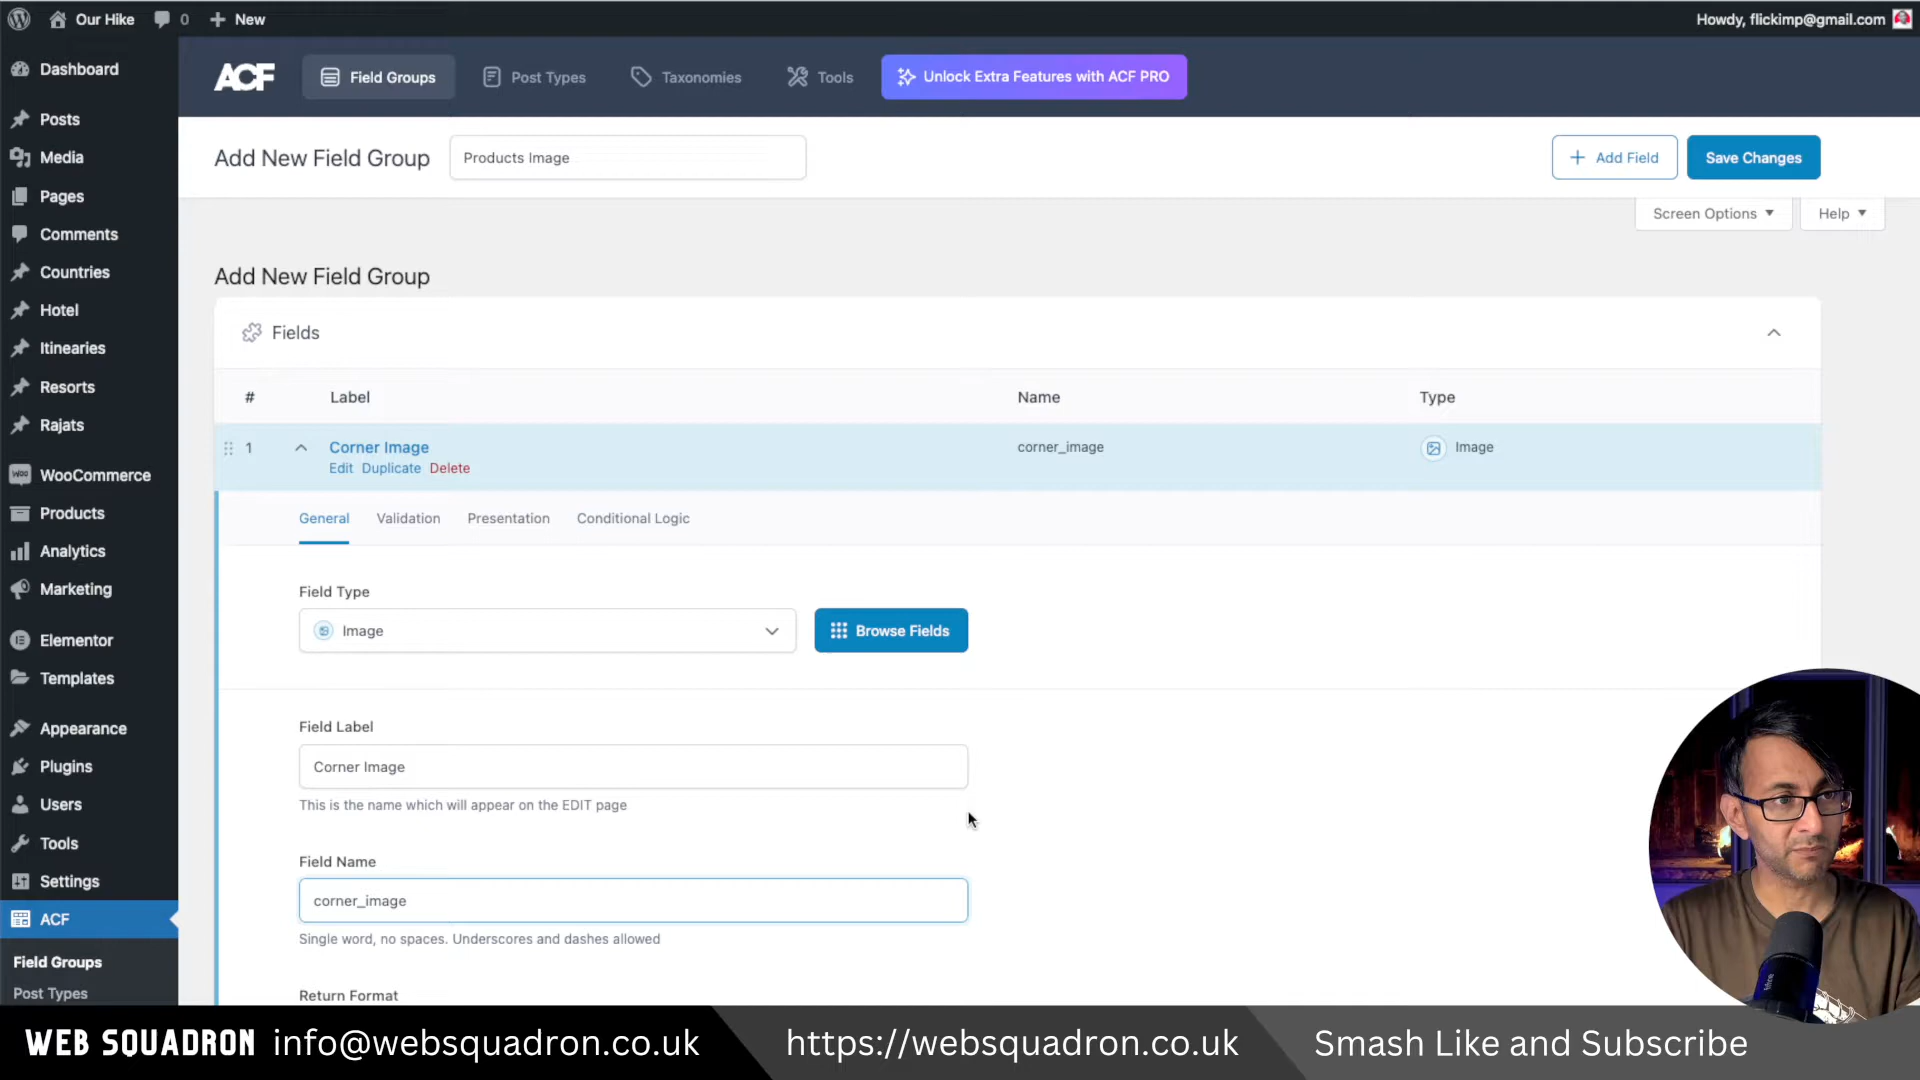 Our Hike
0
New
Howdy, flickimp@gmail.com
Dashboard
Posts
Media
Pages
Comments
Countries
Hotel
Itinearies
Resorts
Rajats
WooCommerce
Products
Analytics
Marketing
Elementor
Templates
Appearance
Plugins
Users
Tools
Settings
ACF
Field Groups
Post Types
ACF
Field Groups
Post Types
Taxonomies
Tools
Unlock Extra Features with ACF PRO
Add New Field Group
Products Image
Add Field
Save Changes
Screen Options
Help
Add New Field Group
Fields
# Label Name Type
1 Corner Image corner_image Image
Edit Duplicate Delete
General Validation Presentation Conditional Logic
Field Type
Image
Browse Fields
Field Label
Corner Image
This is the name which will appear on the EDIT page
Field Name
corner_image
Single word, no spaces. Underscores and dashes allowed
Return Format
WEB SQUADRON info@websquadron.co.uk https://websquadron.co.uk Smash Like and Subscribe